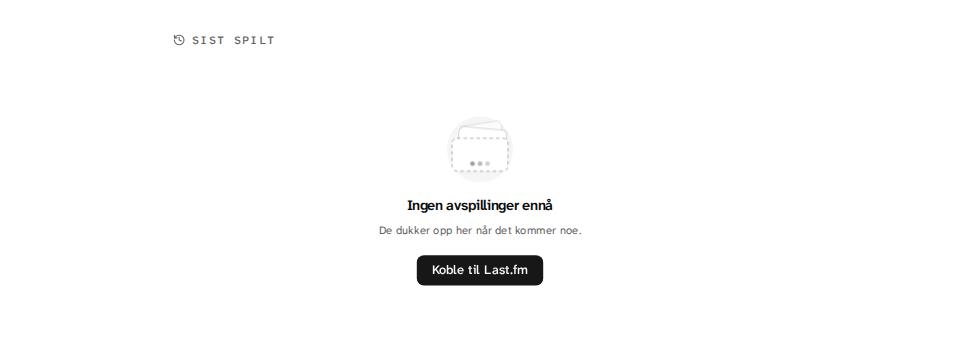 SIST SPILT
Ingen avspillinger ennå
De dukker opp her når det kommer noe.
Koble til Last.fm